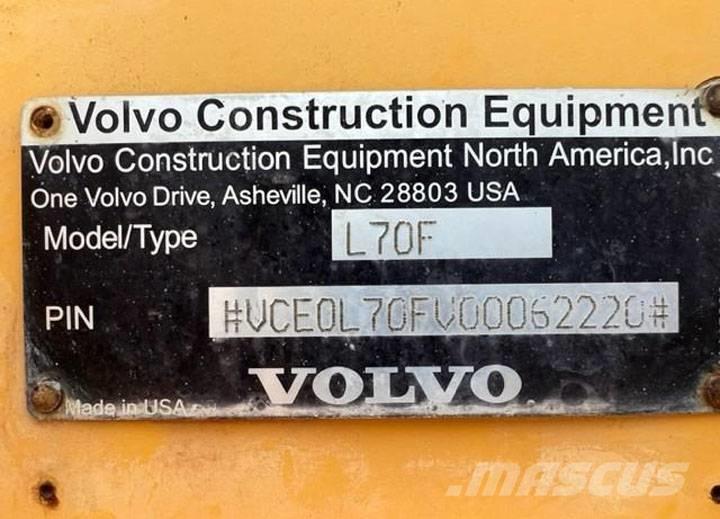 Volvo Construction Equipment
Volvo Construction Equipment North America,Inc
One Volvo Drive, Asheville, NC 28803 USA
Model/Type L70F
PIN #VCE0L70FV00062220#
VOLVO
Made in USA
MASCUS